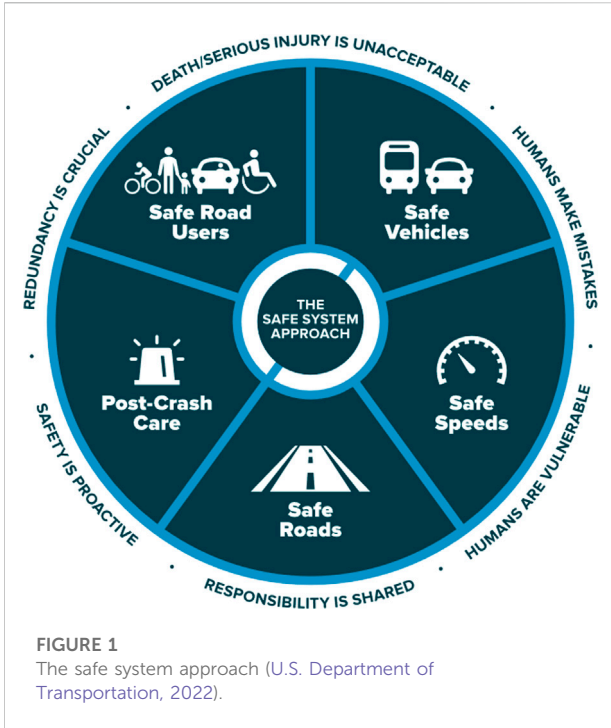 DEATH/SERIOUS INJURY IS UNACCEPTABLE
HUMANS MAKE MISTAKES
HUMANS ARE VULNERABLE
RESPONSIBILITY IS SHARED
SAFETY IS PROACTIVE
REDUNDANCY IS CRUCIAL
Safe Road
Users
Safe
Vehicles
THE
SAFE SYSTEM
APPROACH
Post-Crash
Care
Safe
Speeds
Safe
Roads
FIGURE 1
The safe system approach (U.S. Department of
Transportation, 2022).